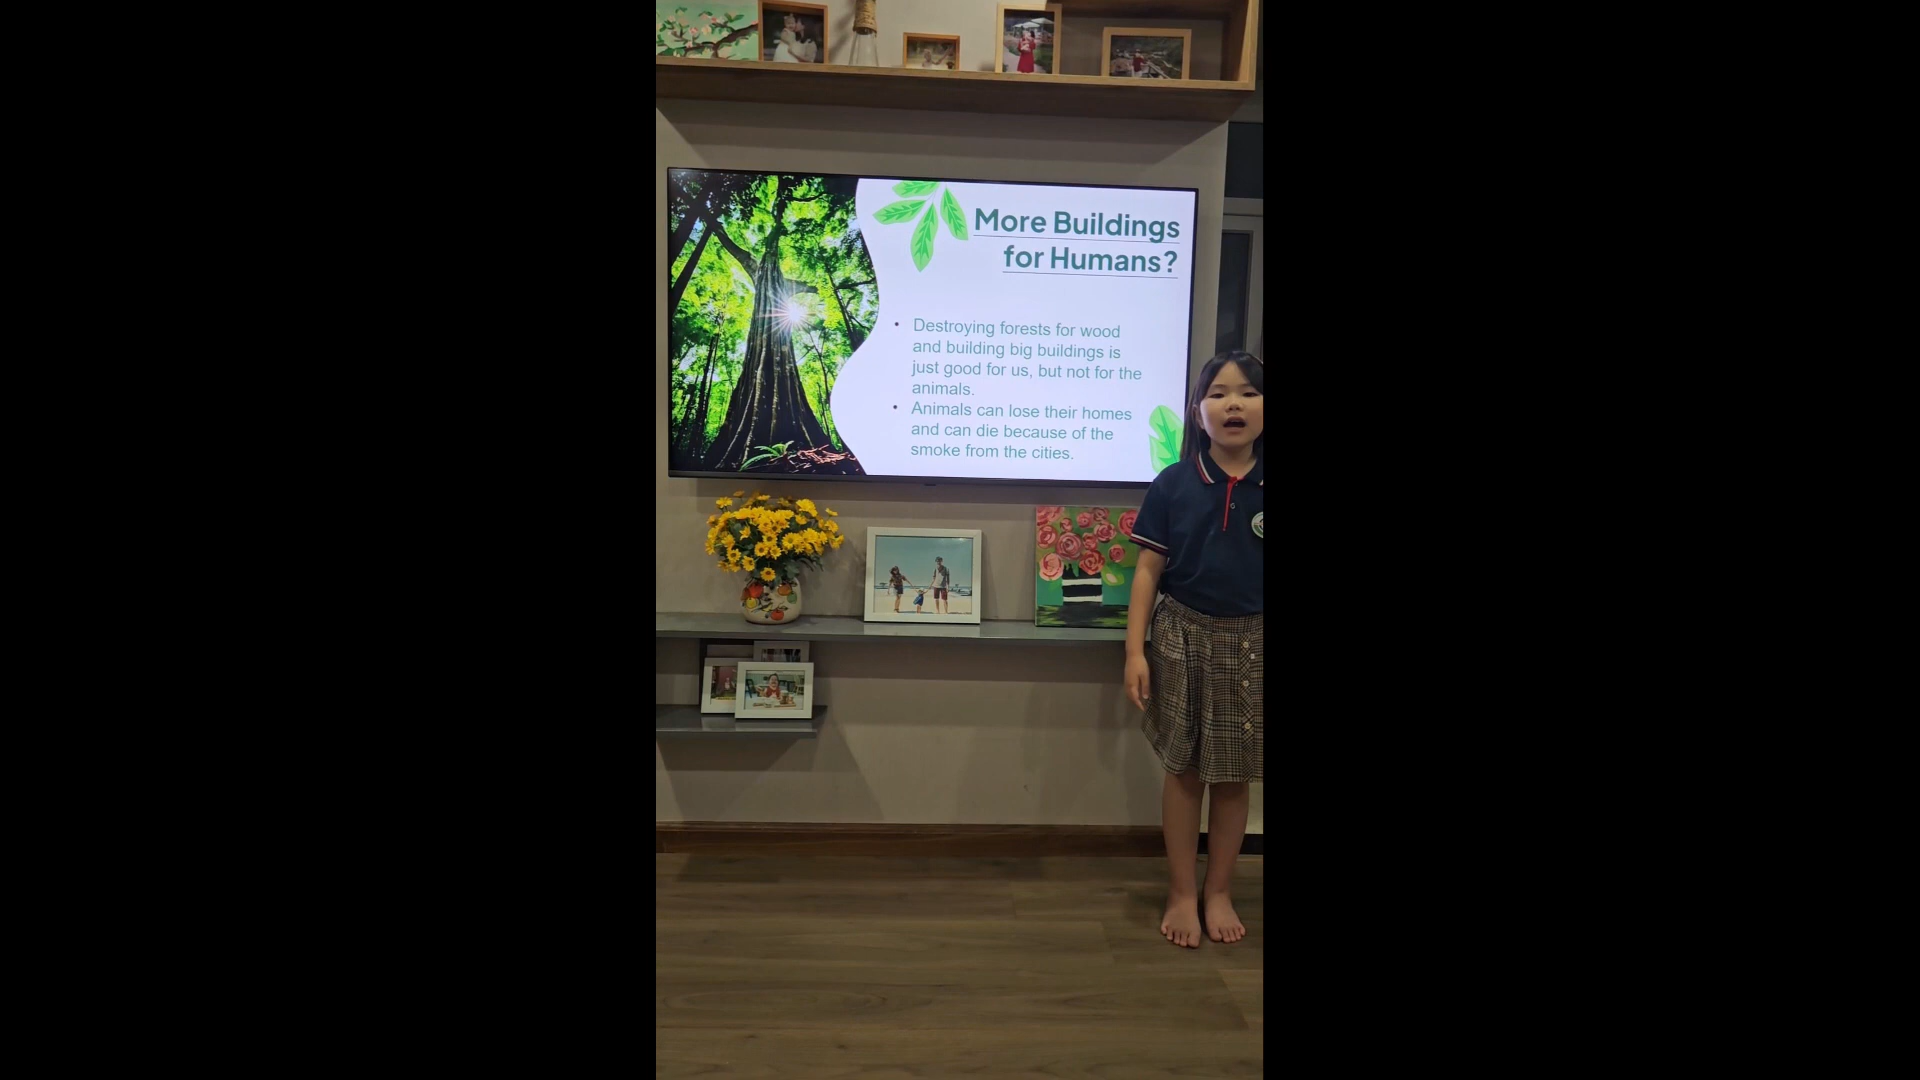 More Buildings
for Humans?
• Destroying forests for wood
and building big buildings is
just good for us, but not for the
animals.
• Animals can lose their homes
and can die because of the
smoke from the cities.